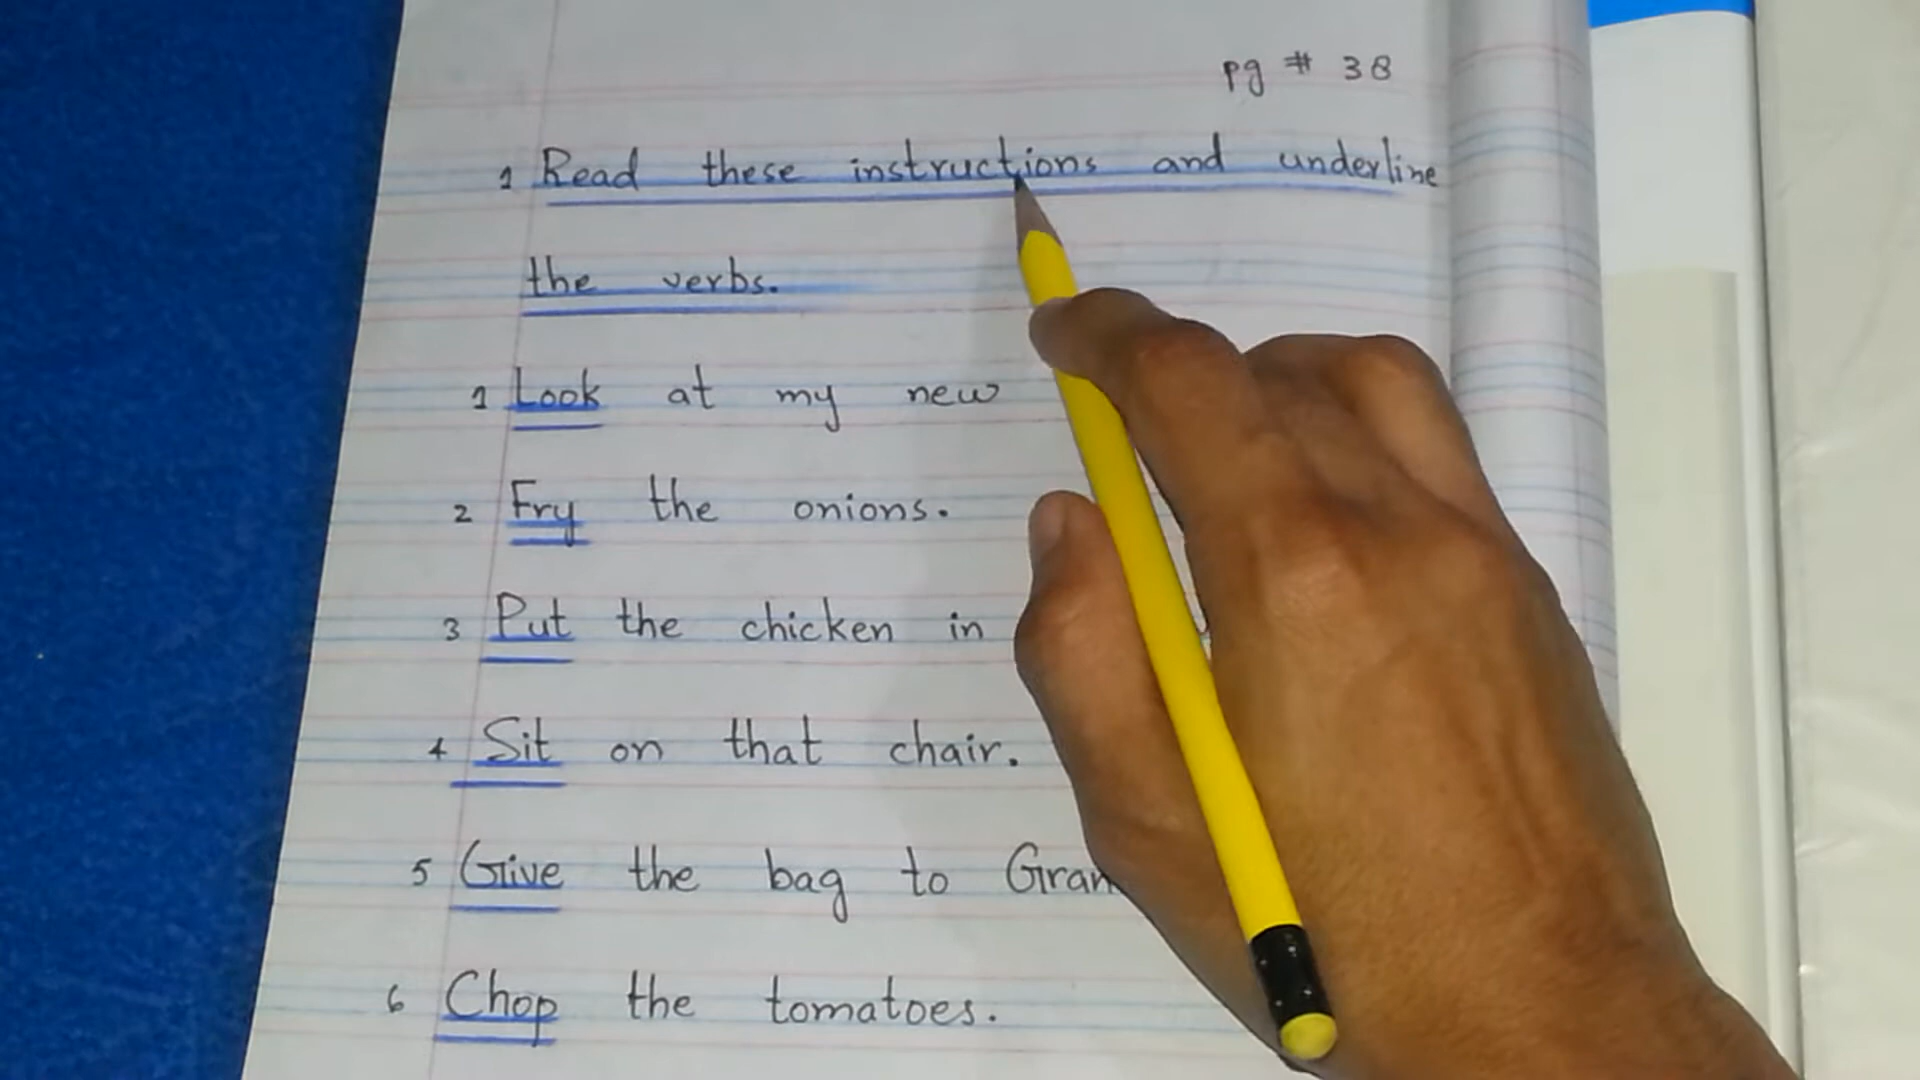 pg # 38
1 Read these instructions and underline
the verbs.
1 Look at my new
2 Fry the onions.
3 Put the chicken in
4 Sit on that chair.
5 Give the bag to
6 Chop the tomatoes.